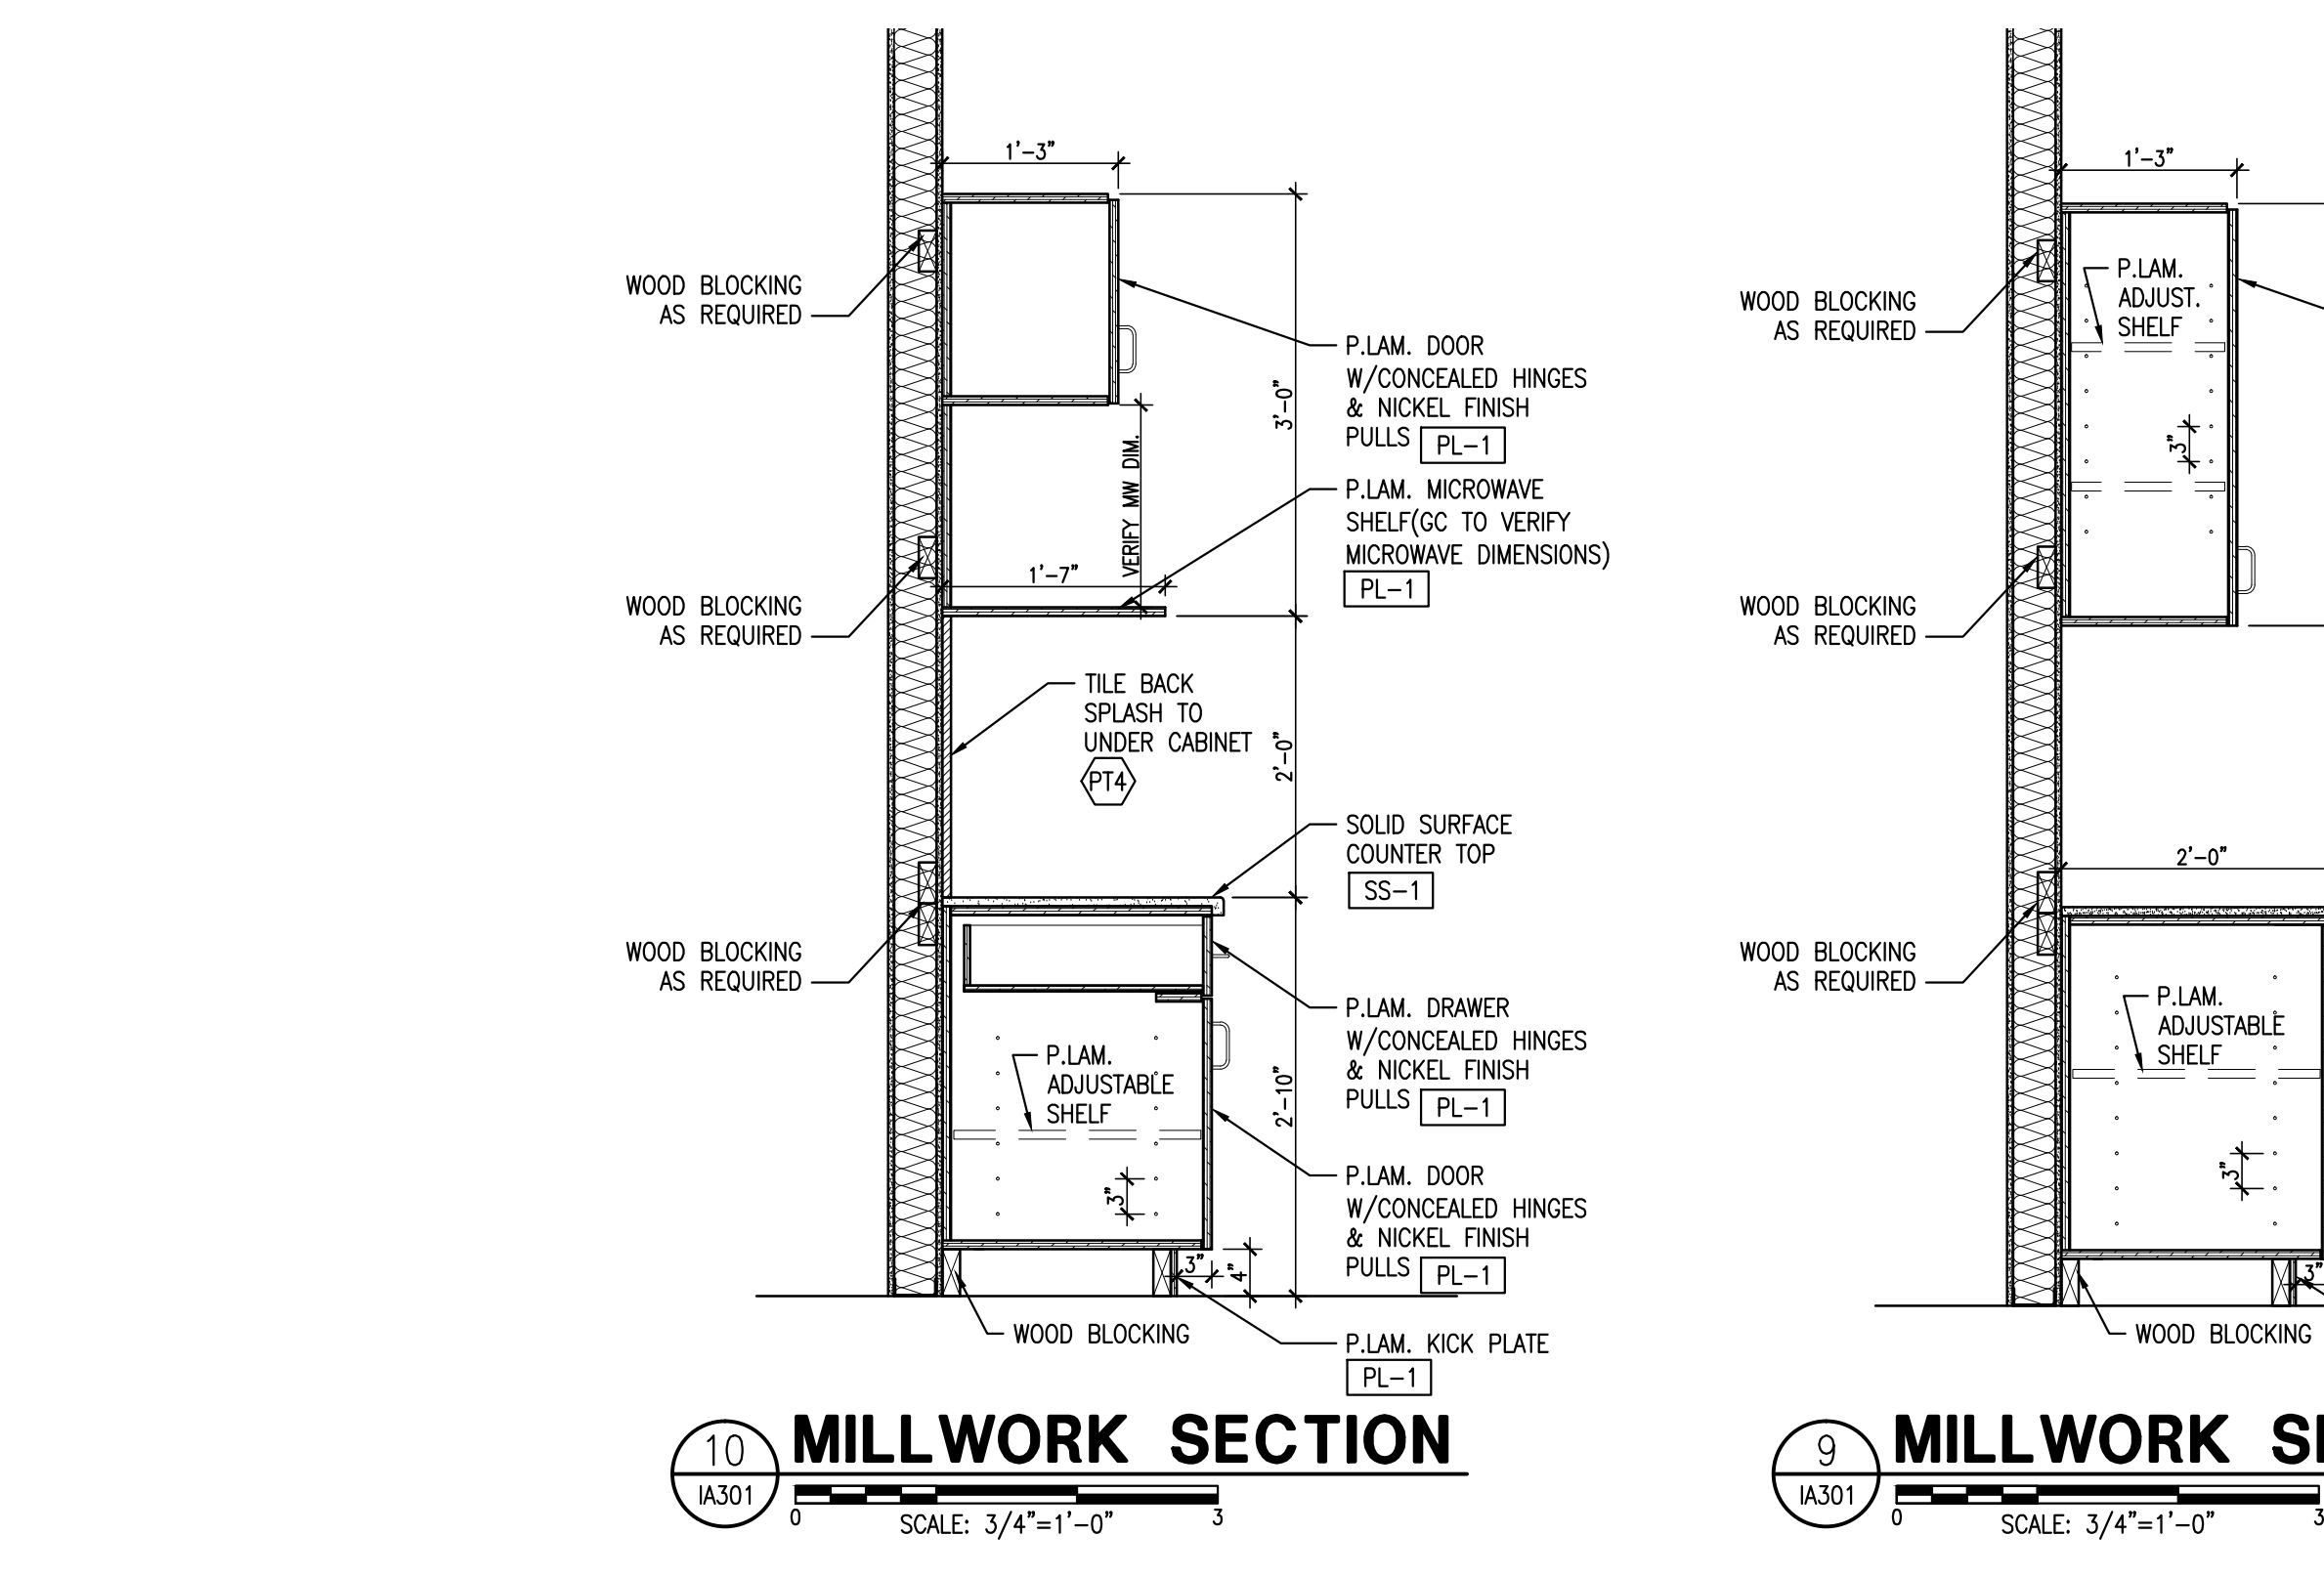 1'-3"
WOOD BLOCKING
AS REQUIRED
P.LAM. DOOR
W/CONCEALED HINGES
& NICKEL FINISH
PULLS PL-1
3'-0"
VERIFY MW DIM.
P.LAM. MICROWAVE
SHELF(GC TO VERIFY
MICROWAVE DIMENSIONS)
PL-1
1'-7"
WOOD BLOCKING
AS REQUIRED
TILE BACK
SPLASH TO
UNDER CABINET
PT4
2'-0"
SOLID SURFACE
COUNTER TOP
SS-1
WOOD BLOCKING
AS REQUIRED
P.LAM. DRAWER
W/CONCEALED HINGES
& NICKEL FINISH
PULLS PL-1
P.LAM.
ADJUSTABLE
SHELF
2'-10"
3"
P.LAM. DOOR
W/CONCEALED HINGES
& NICKEL FINISH
PULLS PL-1
3"
4"
WOOD BLOCKING
P.LAM. KICK PLATE
PL-1
10
IA301
MILLWORK SECTION
0 3
SCALE: 3/4"=1'-0"
1'-3"
WOOD BLOCKING
AS REQUIRED
P.LAM.
ADJUST.
SHELF
3"
WOOD BLOCKING
AS REQUIRED
2'-0"
WOOD BLOCKING
AS REQUIRED
P.LAM.
ADJUSTABLE
SHELF
3"
3"
WOOD BLOCKING
9
IA301
MILLWORK SE
0 3
SCALE: 3/4"=1'-0"